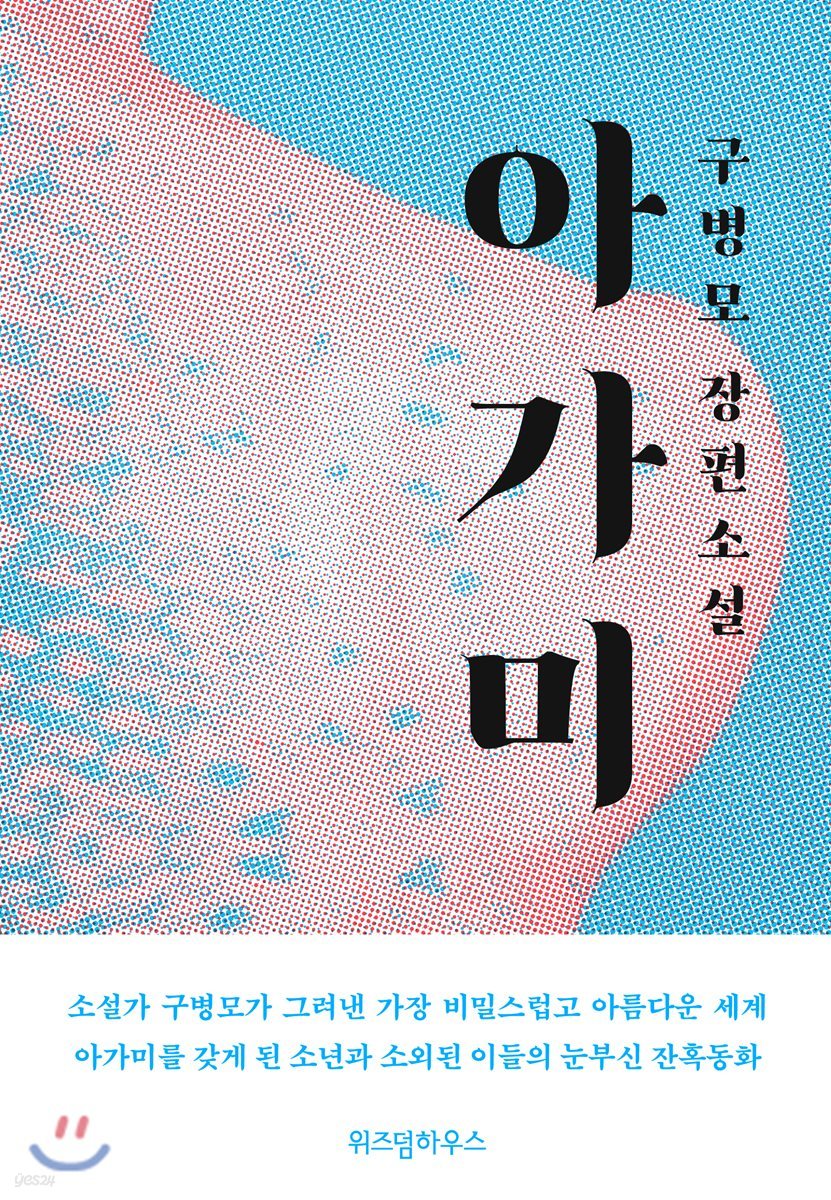 아가미
구병모 장편소설
소설가 구병모가 그려낸 가장 비밀스럽고 아름다운 세계
아가미를 갖게 된 소년과 소외된 이들의 눈부신 잔혹동화
위즈덤하우스
yes24